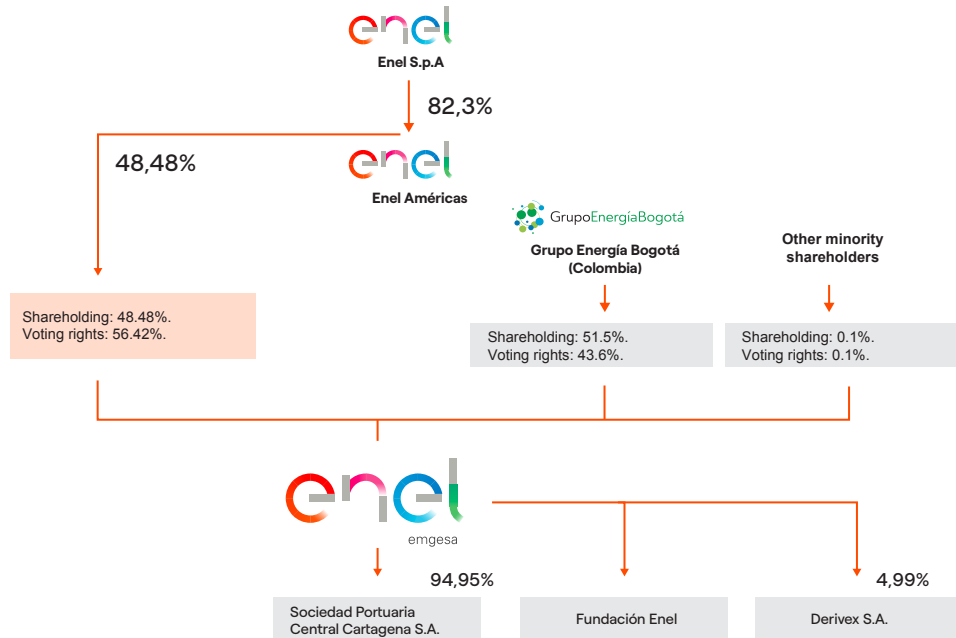 enel
Enel S.p.A
82,3%
48,48%
enel
Enel Américas
GrupoEnergíaBogotá
Grupo Energía Bogotá
(Colombia)
Other minority
shareholders
Shareholding: 48.48%.
Voting rights: 56.42%.
Shareholding: 51.5%.
Voting rights: 43.6%.
Shareholding: 0.1%.
Voting rights: 0.1%.
enel
emgesa
94,95%
4,99%
Sociedad Portuaria
Central Cartagena S.A.
Fundación Enel
Derivex S.A.